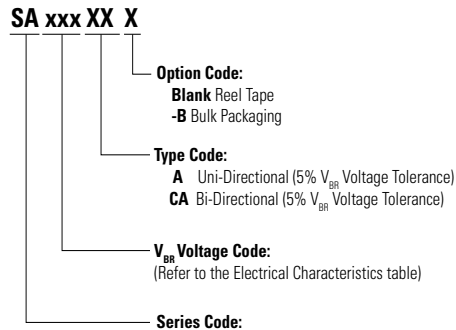 SA xxx XX X
Option Code:
Blank Reel Tape
-B Bulk Packaging
Type Code:
A Uni-Directional (5% VBR Voltage Tolerance)
CA Bi-Directional (5% VBR Voltage Tolerance)
VBR Voltage Code:
(Refer to the Electrical Characteristics table)
Series Code: